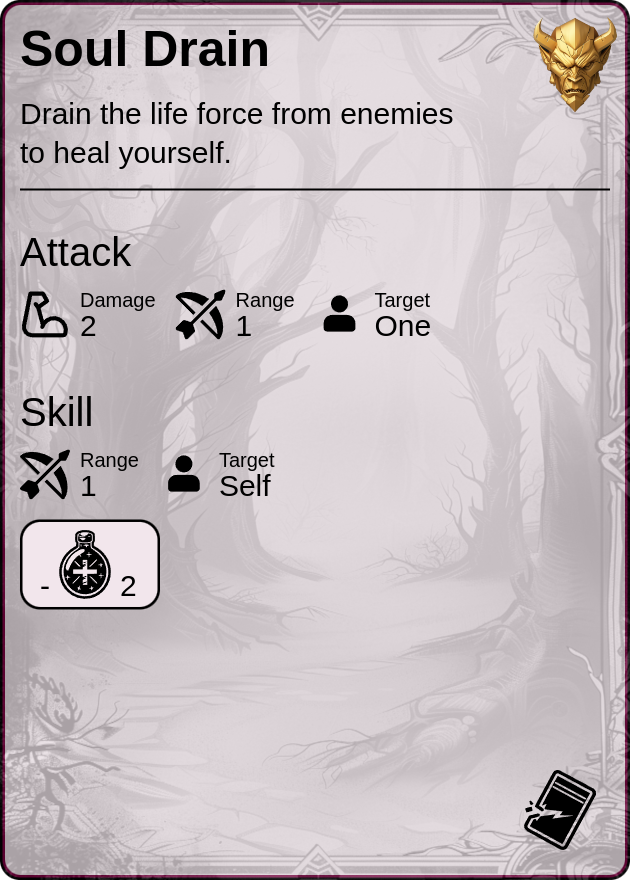 Soul Drain
Drain the life force from enemies
to heal yourself.
Attack
Damage
2
Range
1
Target
One
Skill
Range
1
Target
Self
- 2